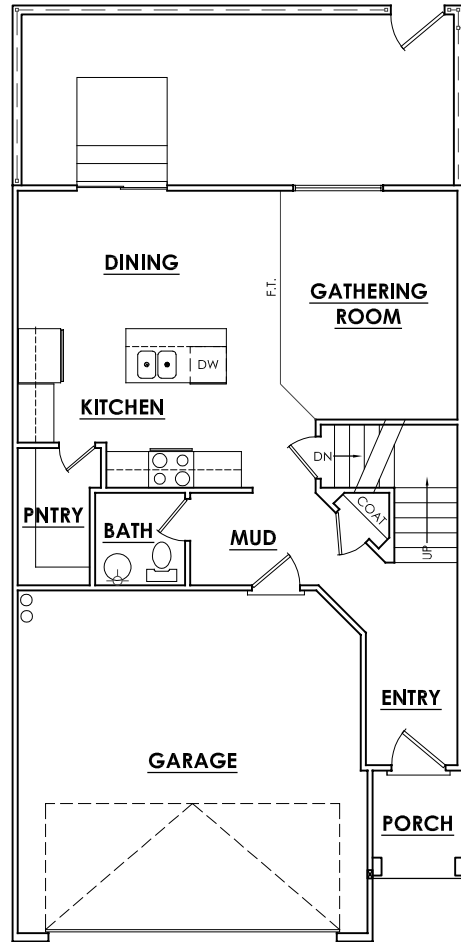 DINING
F.T.
GATHERING
ROOM
DW
KITCHEN
DN
COAT
PNTRY
BATH
MUD
UP
ENTRY
GARAGE
PORCH